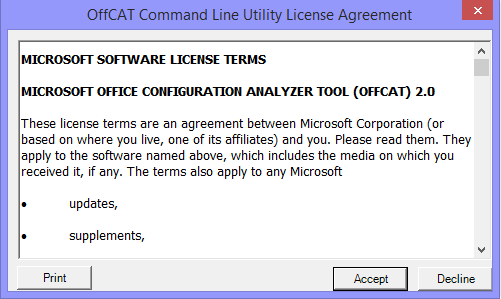 OffCAT Command Line Utility License Agreement
MICROSOFT SOFTWARE LICENSE TERMS
MICROSOFT OFFICE CONFIGURATION ANALYZER TOOL (OFFCAT) 2.0
These license terms are an agreement between Microsoft Corporation (or
based on where you live, one of its affiliates) and you. Please read them. They
apply to the software named above, which includes the media on which you
received it, if any. The terms also apply to any Microsoft
• updates,
• supplements,
Print Accept Decline